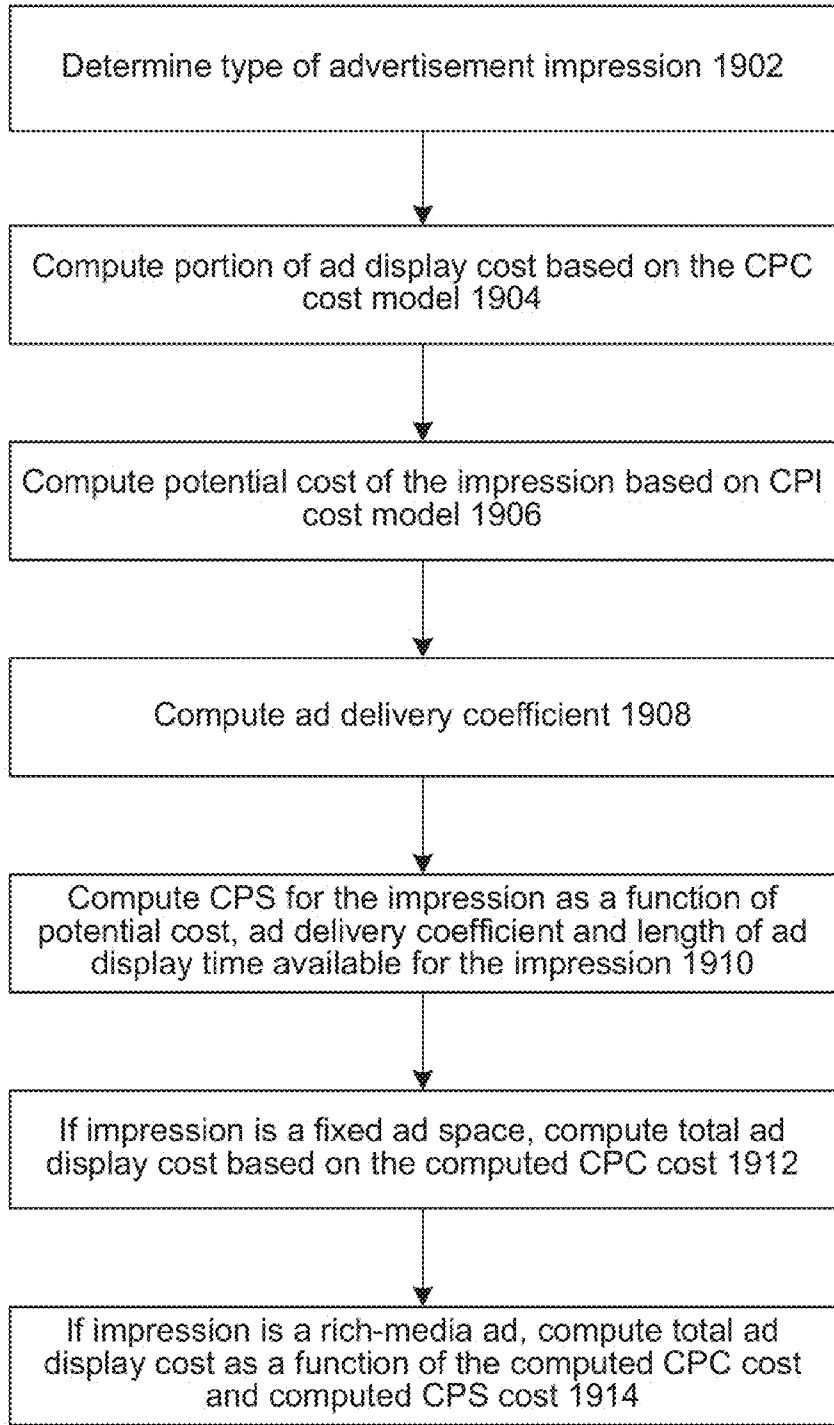 Determine type of advertisement impression 1902
Compute portion of ad display cost based on the CPC
cost model 1904
Compute potential cost of the impression based on CPI
cost model 1906
Compute ad delivery coefficient 1908
Compute CPS for the impression as a function of
potential cost, ad delivery coefficient and length of ad
display time available for the impression 1910
If impression is a fixed ad space, compute total ad
display cost based on the computed CPC cost 1912
If impression is a rich-media ad, compute total ad
display cost as a function of the computed CPC cost
and computed CPS cost 1914